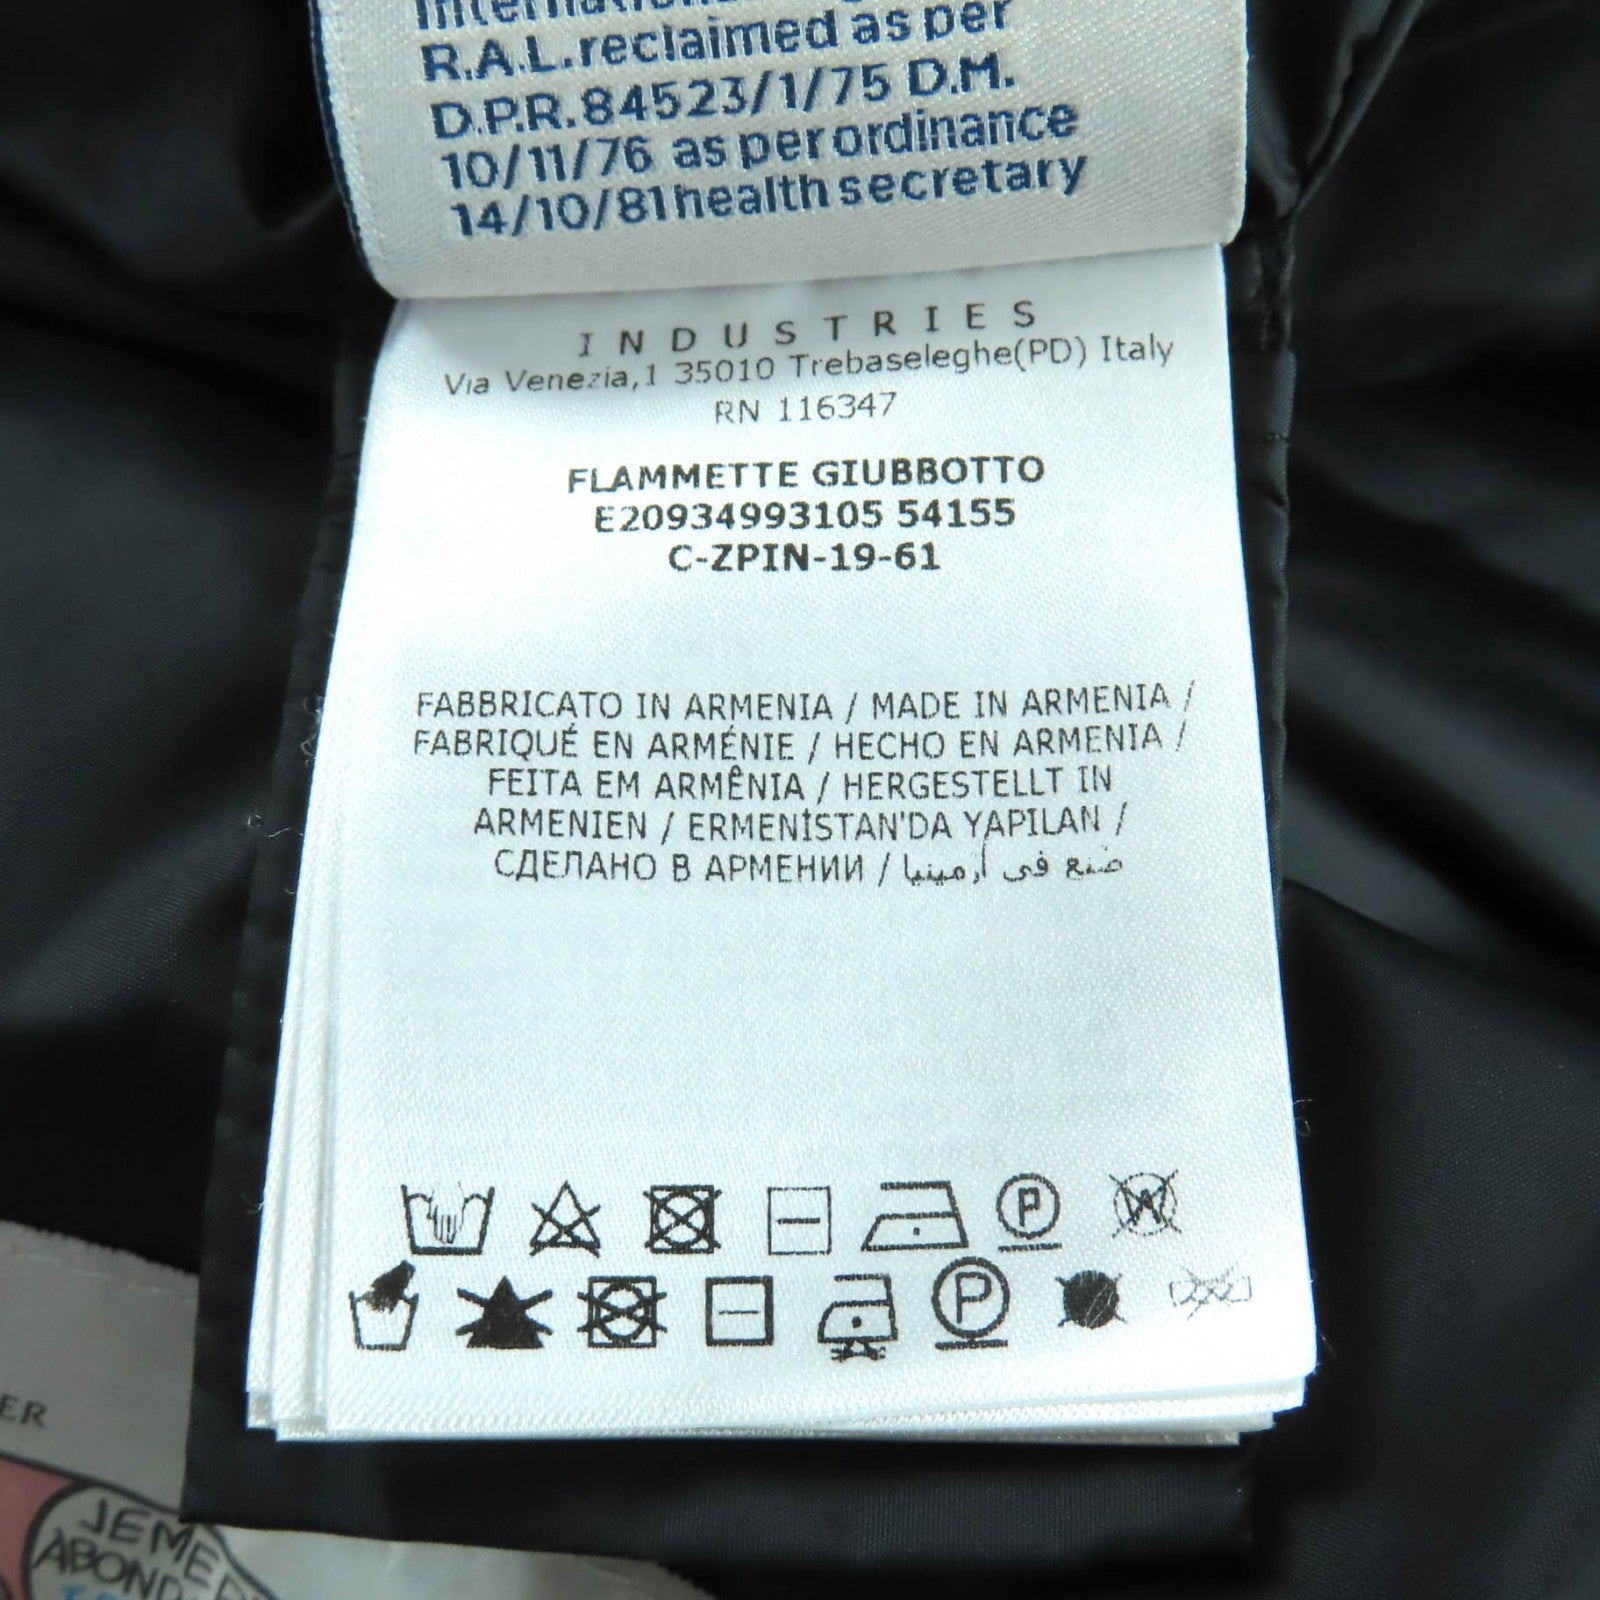 R.A.L. reclaimed as per
D.P.R. 84523/1/75 D.M.
10/11/76 as per ordinance
14/10/81 health secretary
INDUSTRIES
Via Venezia,1 35010 Trebaseleghe(PD) Italy
RN 116347
FLAMMETTE GIUBBOTTO
E20934993105 54155
C-ZPIN-19-61
FABBRICATO IN ARMENIA / MADE IN ARMENIA /
FABRIQUÉ EN ARMÉNIE / HECHO EN ARMENIA /
FEITA EM ARMÊNIA / HERGESTELLT IN
ARMENIEN / ERMENİSTAN'DA YAPILAN /
СДЕЛАНО В АРМЕНИИ / صنع في أرمينيا
P
W
P
JEME